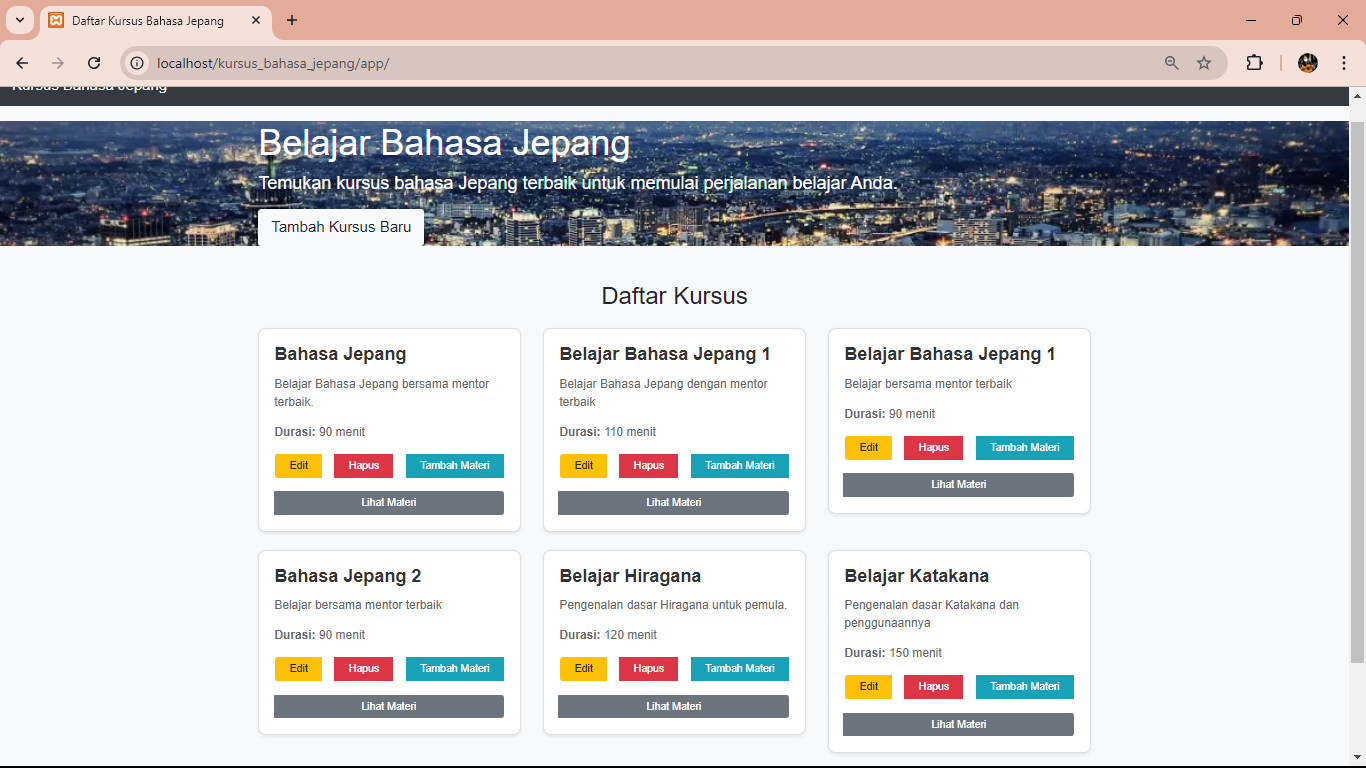 Daftar Kursus Bahasa Jepang
localhost/kursus_bahasa_jepang/app/
Kursus Bahasa Jepang
Belajar Bahasa Jepang
Temukan kursus bahasa Jepang terbaik untuk memulai perjalanan belajar Anda.
Tambah Kursus Baru
Daftar Kursus
Bahasa Jepang
Belajar Bahasa Jepang bersama mentor
terbaik.
Durasi: 90 menit
Edit Hapus Tambah Materi
Lihat Materi
Belajar Bahasa Jepang 1
Belajar Bahasa Jepang dengan mentor
terbaik
Durasi: 110 menit
Edit Hapus Tambah Materi
Lihat Materi
Belajar Bahasa Jepang 1
Belajar bersama mentor terbaik
Durasi: 90 menit
Edit Hapus Tambah Materi
Lihat Materi
Bahasa Jepang 2
Belajar bersama mentor terbaik
Durasi: 90 menit
Edit Hapus Tambah Materi
Lihat Materi
Belajar Hiragana
Pengenalan dasar Hiragana untuk pemula.
Durasi: 120 menit
Edit Hapus Tambah Materi
Lihat Materi
Belajar Katakana
Pengenalan dasar Katakana dan
penggunaannya
Durasi: 150 menit
Edit Hapus Tambah Materi
Lihat Materi